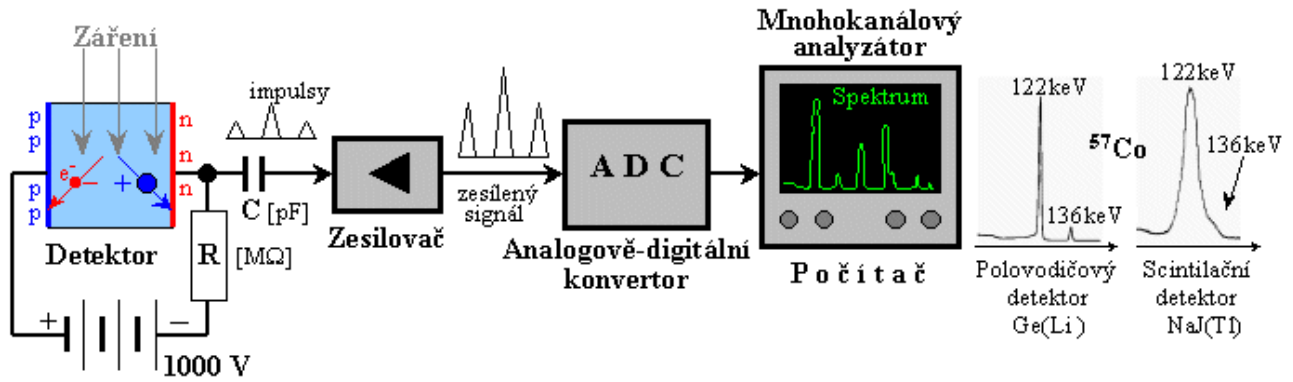 Záření
p
p
p
p
n
n
n
e-
+
Detektor
+
−
1000 V
R
[MΩ]
C [pF]
impulsy
Zesilovač
zesílený
signál
A D C
Analogově-digitální
konvertor
Mnohokanálový
analyzátor
Spektrum
P o č í t a č
122keV
136keV
Polovodičový
detektor
Ge(Li)
57Co
122keV
136keV
Scintilační
detektor
NaJ(Tl)